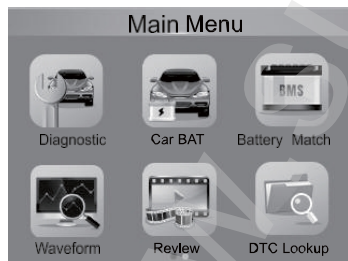 Main Menu
BMS
Diagnostic Car BAT Battery Match
Waveform Review DTC Lookup